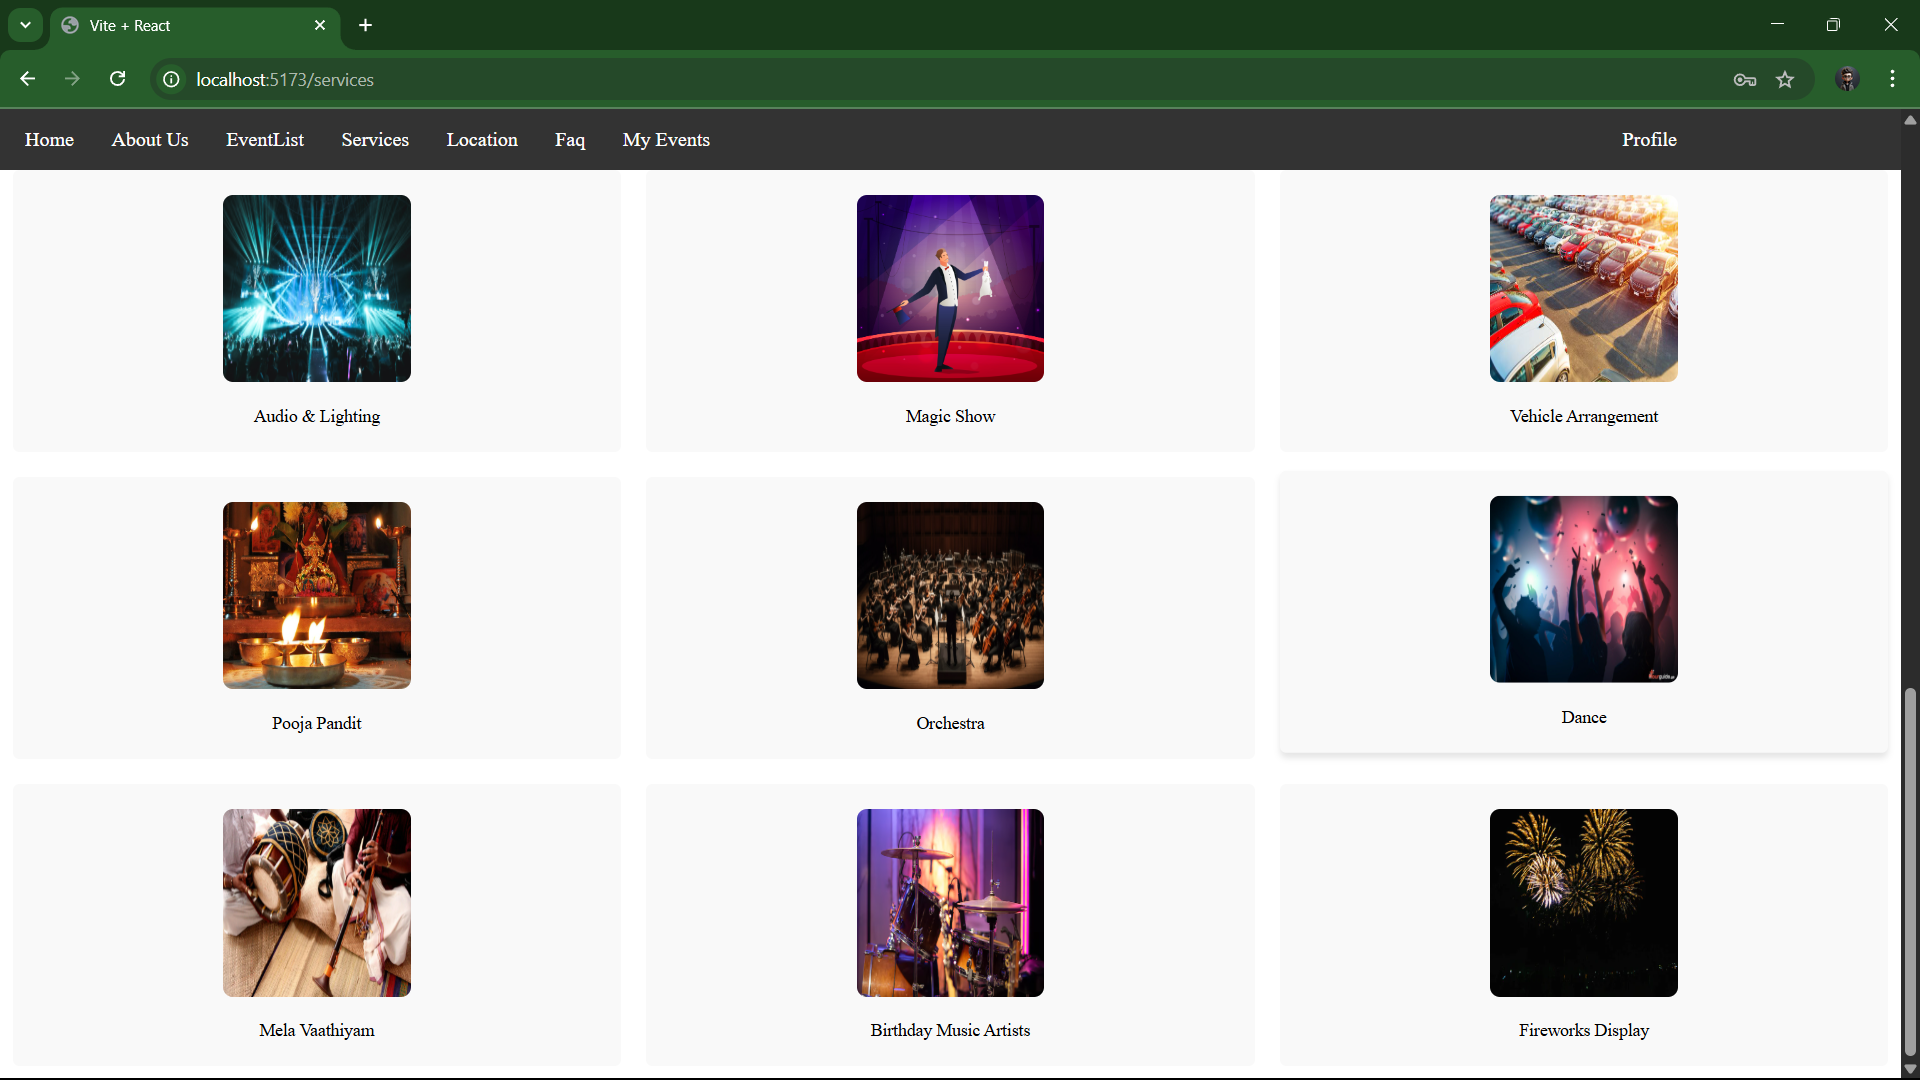 Vite + React
localhost:5173/services
Home About Us EventList Services Location Faq My Events Profile
Audio & Lighting
Magic Show
Vehicle Arrangement
Pooja Pandit
Orchestra
Dance
Mela Vaathiyam
Birthday Music Artists
Fireworks Display